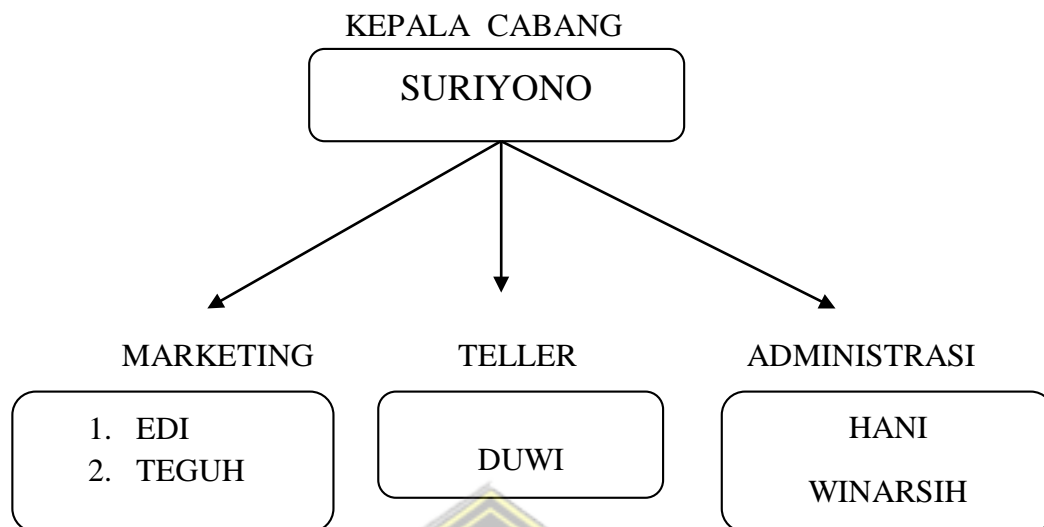 KEPALA CABANG
SURIYONO
MARKETING
TELLER
ADMINISTRASI
1. EDI
2. TEGUH
DUWI
HANI
WINARSIH